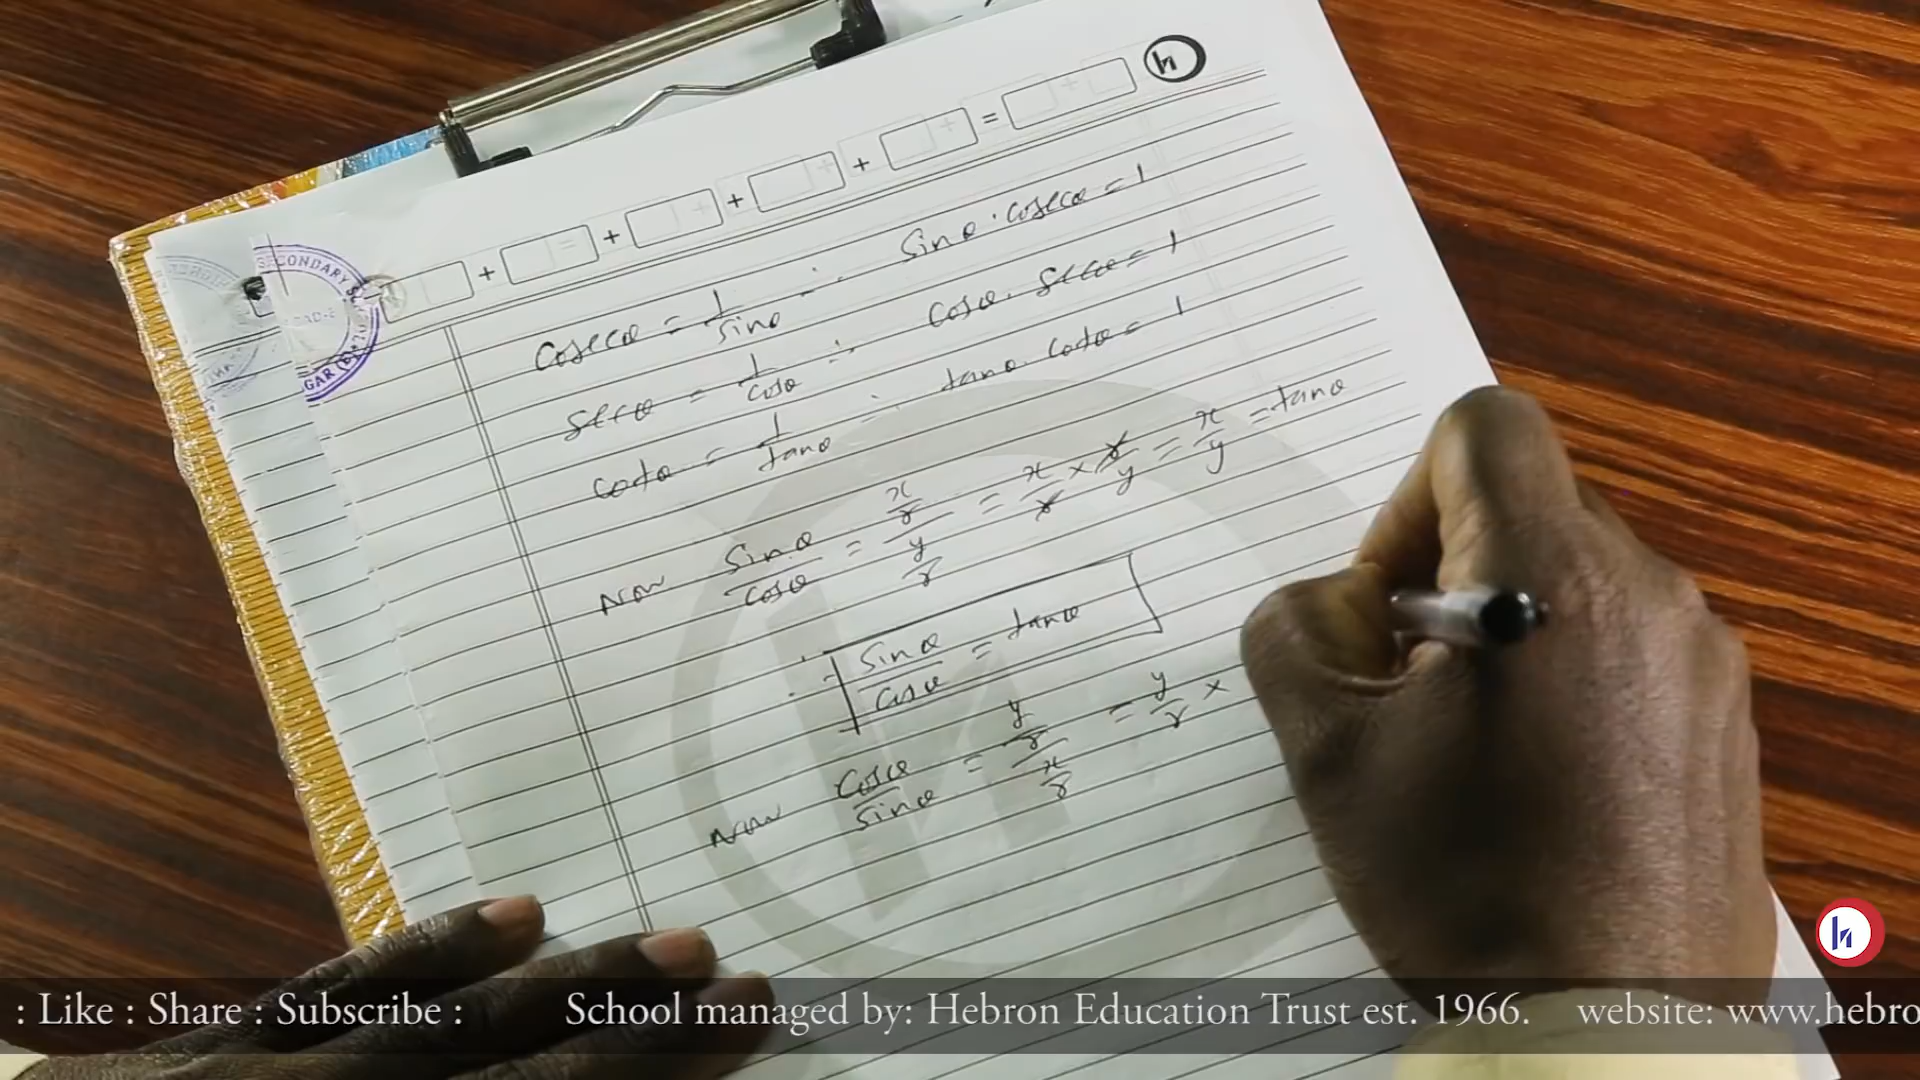 + + + + =
h
SECONDARY S
cosecθ = 1/sinθ ∴ sinθ · cosecθ = 1
secθ = 1/cosθ ∴ cosθ · secθ = 1
cotθ = 1/tanθ ∴ tanθ · cotθ = 1
Now sinθ/cosθ = (x/r)/(y/r) = x/r × r/y = x/y = tanθ
∴ sinθ/cosθ = tanθ
Now cosθ/sinθ = (y/r)/(x/r) = y/r ×
h
: Like : Share : Subscribe : School managed by: Hebron Education Trust est. 1966. website: www.hebro